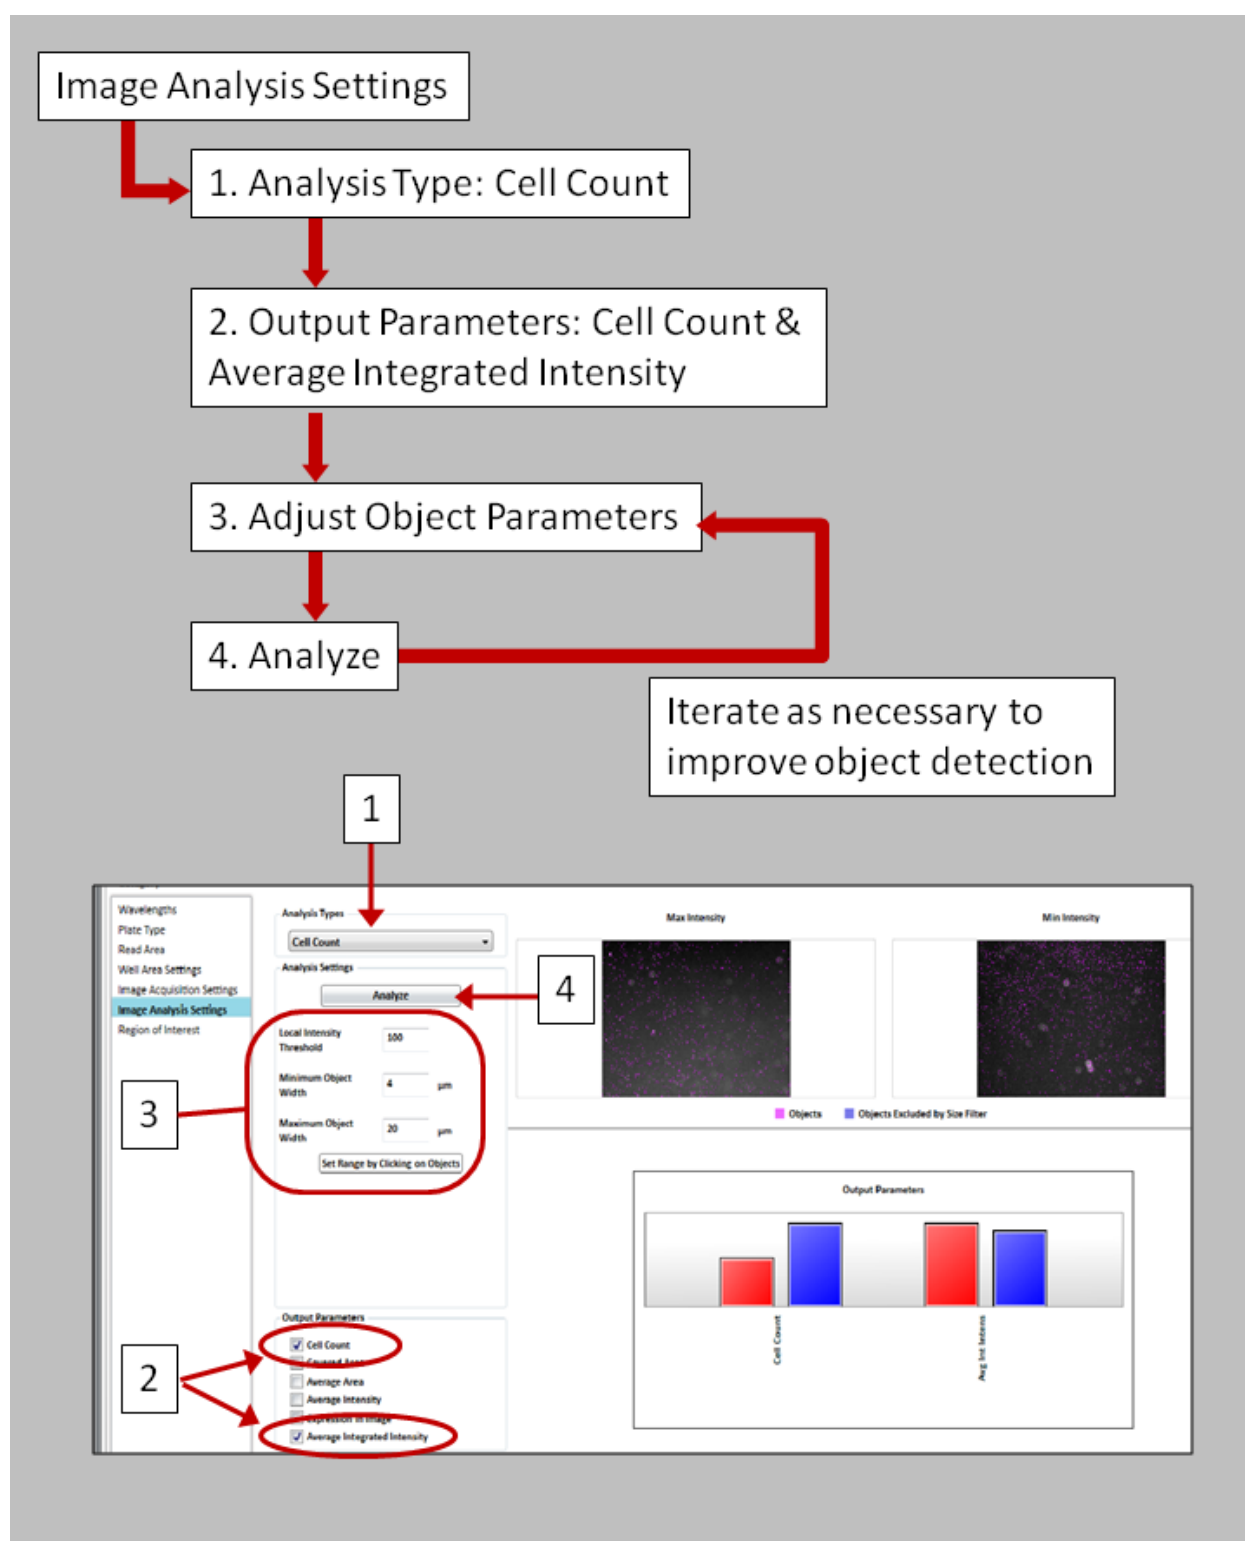 Image Analysis Settings
1. Analysis Type: Cell Count
2. Output Parameters: Cell Count &
Average Integrated Intensity
3. Adjust Object Parameters
4. Analyze
Iterate as necessary to
improve object detection
1
Wavelengths
Plate Type
Read Area
Well Area Settings
Image Acquisition Settings
Image Analysis Settings
Region of Interest
Analysis Types
Cell Count
Analysis Settings
Analyze
4
Local Intensity
Threshold
100
Minimum Object
Width
4
µm
Maximum Object
Width
20
µm
Set Range by Clicking on Objects
3
Max Intensity
Min Intensity
Objects
Objects Excluded by Size Filter
Output Parameters
Cell Count
Avg Int Intens
Output Parameters
2
Cell Count
Covered Area
Average Area
Average Intensity
Expression in Image
Average Integrated Intensity